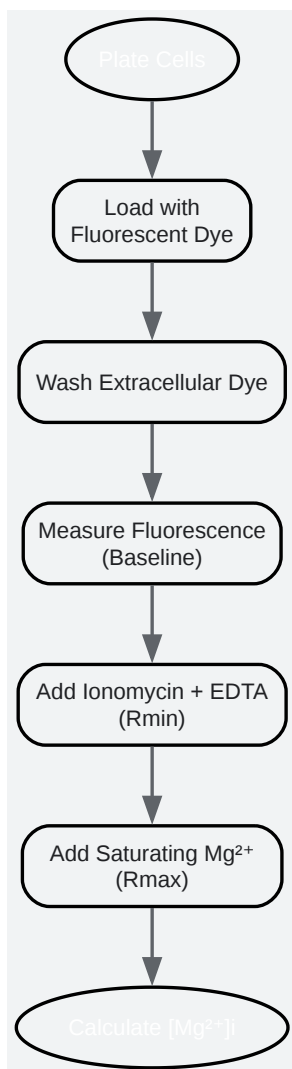 Plate Cells
Load with
Fluorescent Dye
Wash Extracellular Dye
Measure Fluorescence
(Baseline)
Add Ionomycin + EDTA
(Rmin)
Add Saturating Mg²⁺
(Rmax)
Calculate [Mg²⁺]i